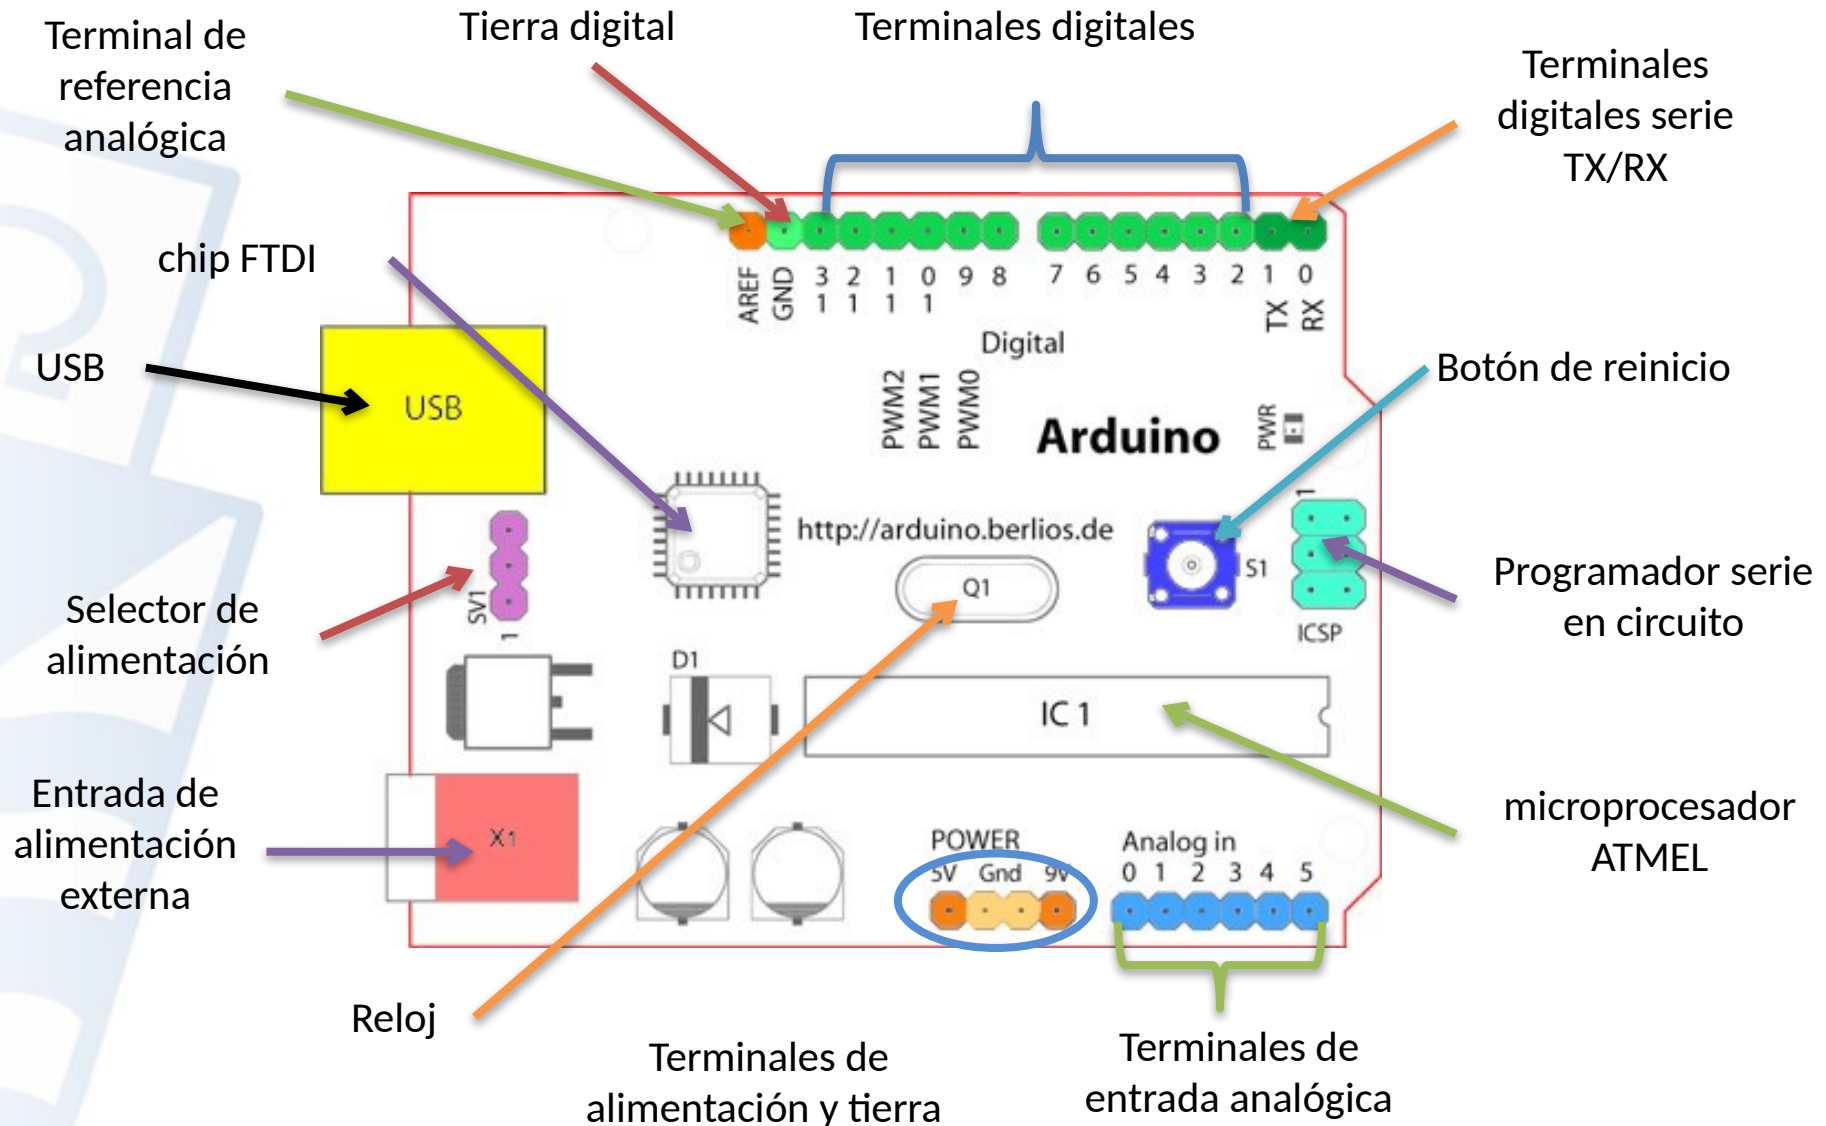 Terminal de
referencia
analógica
Tierra digital
Terminales digitales
Terminales
digitales serie
TX/RX
chip FTDI
AREF
GND
3 2 1 0 9 8 7 6 5 4 3 2 1 0
1 1 1 1
TX
RX
Digital
USB
USB
PWM2
PWM1
PWM0
Arduino
PWR
Botón de reinicio
1
http://arduino.berlios.de
Q1
S1
ICSP
Programador serie
en circuito
Selector de
alimentación
SV1
1
D1
IC 1
Entrada de
alimentación
externa
X1
microprocesador
ATMEL
POWER
5V Gnd 9V
Analog in
0 1 2 3 4 5
Reloj
Terminales de
alimentación y tierra
Terminales de
entrada analógica